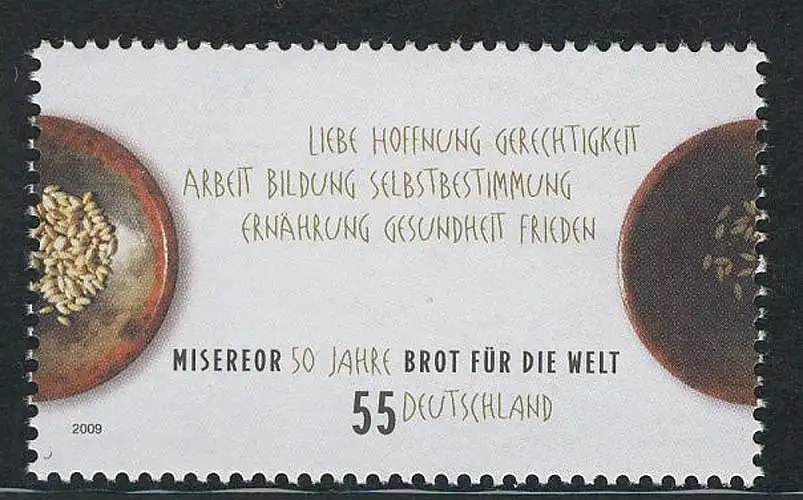 LIEBE HOFFNUNG GERECHTIGKEIT
ARBEIT BILDUNG SELBSTBESTIMMUNG
ERNÄHRUNG GESUNDHEIT FRIEDEN
MISEREOR 50 JAHRE BROT FÜR DIE WELT
55 DEUTSCHLAND
2009